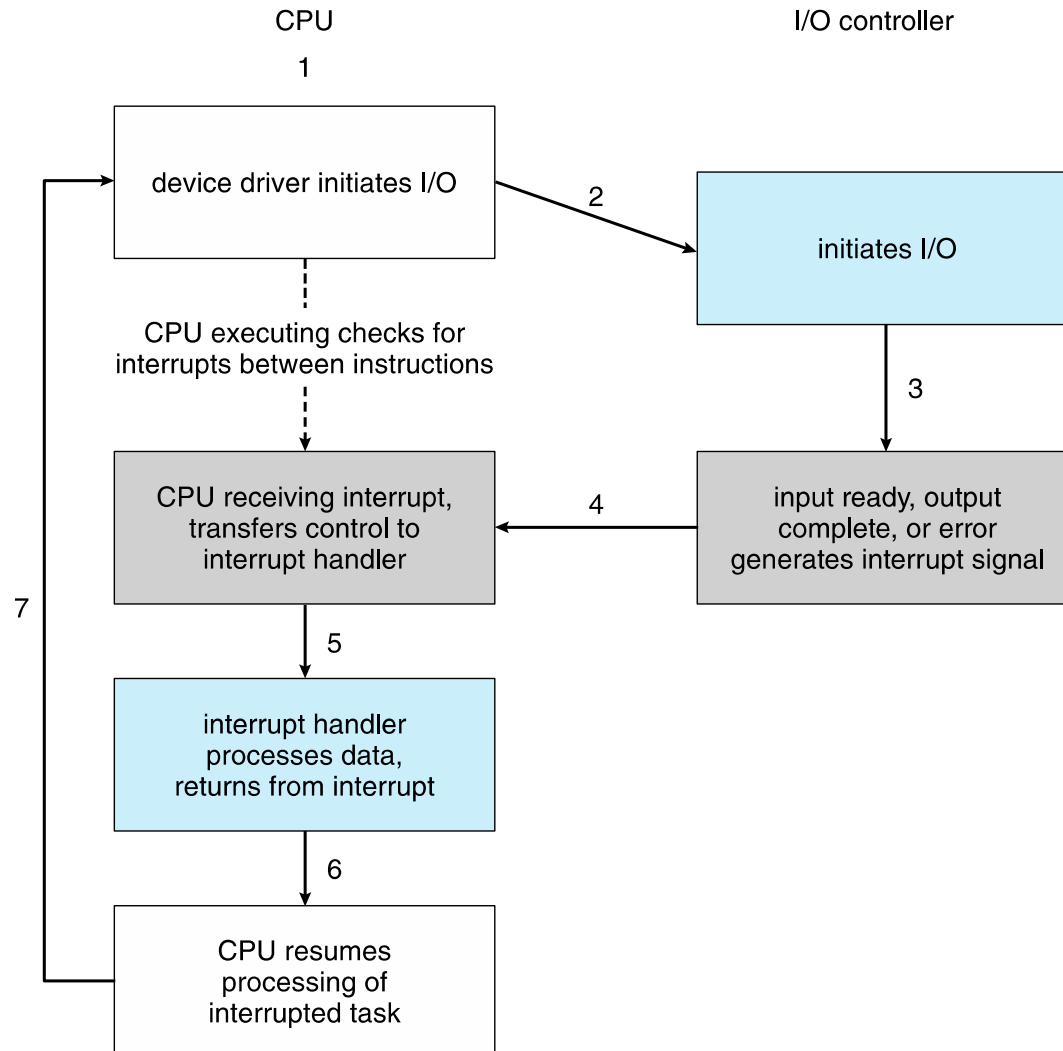 CPU
I/O controller
1
device driver initiates I/O
2
initiates I/O
CPU executing checks for
interrupts between instructions
3
CPU receiving interrupt,
transfers control to
interrupt handler
4
input ready, output
complete, or error
generates interrupt signal
7
5
interrupt handler
processes data,
returns from interrupt
6
CPU resumes
processing of
interrupted task